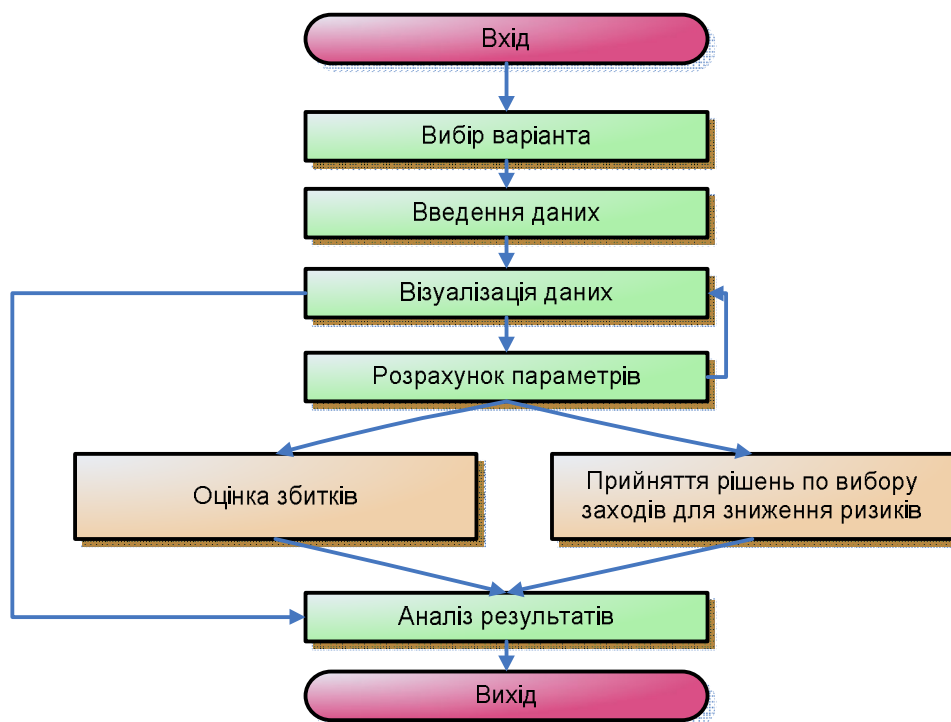 Вхід
Вибір варіанта
Введення даних
Візуалізація даних
Розрахунок параметрів
Оцінка збитків
Прийняття рішень по вибору
заходів для зниження ризиків
Аналіз результатів
Вихід